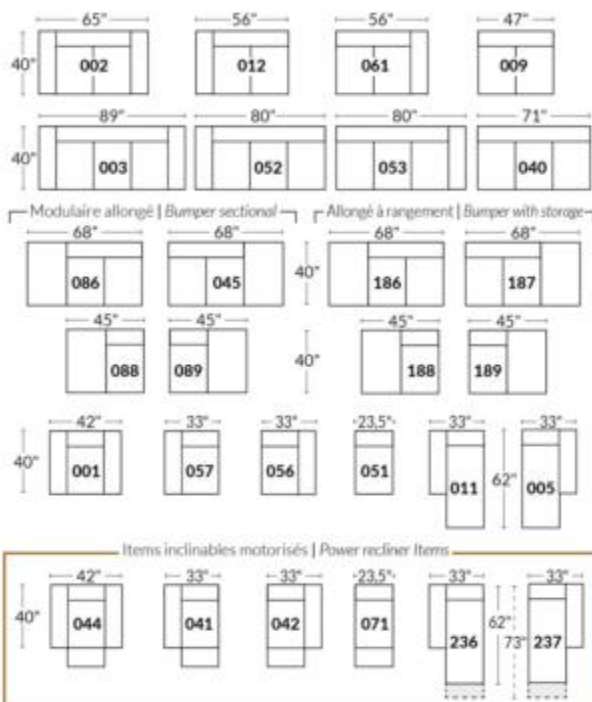 65" 56" 56" 47"
40" 002 012 061 009
89" 80" 80" 71"
40" 003 052 053 040
Modulaire allongé | Bumper sectional Allongé à rangement | Bumper with storage
68" 68" 68" 68"
086 045 40" 186 187
45" 45" 45" 45"
088 089 40" 188 189
42" 33" 33" 23,5" 33" 33"
40" 001 057 056 051 011 62" 005
Items inclinables motorisés | Power recliner Items
42" 33" 33" 23,5" 33" 33"
40" 044 041 042 071 236 62" 73" 237